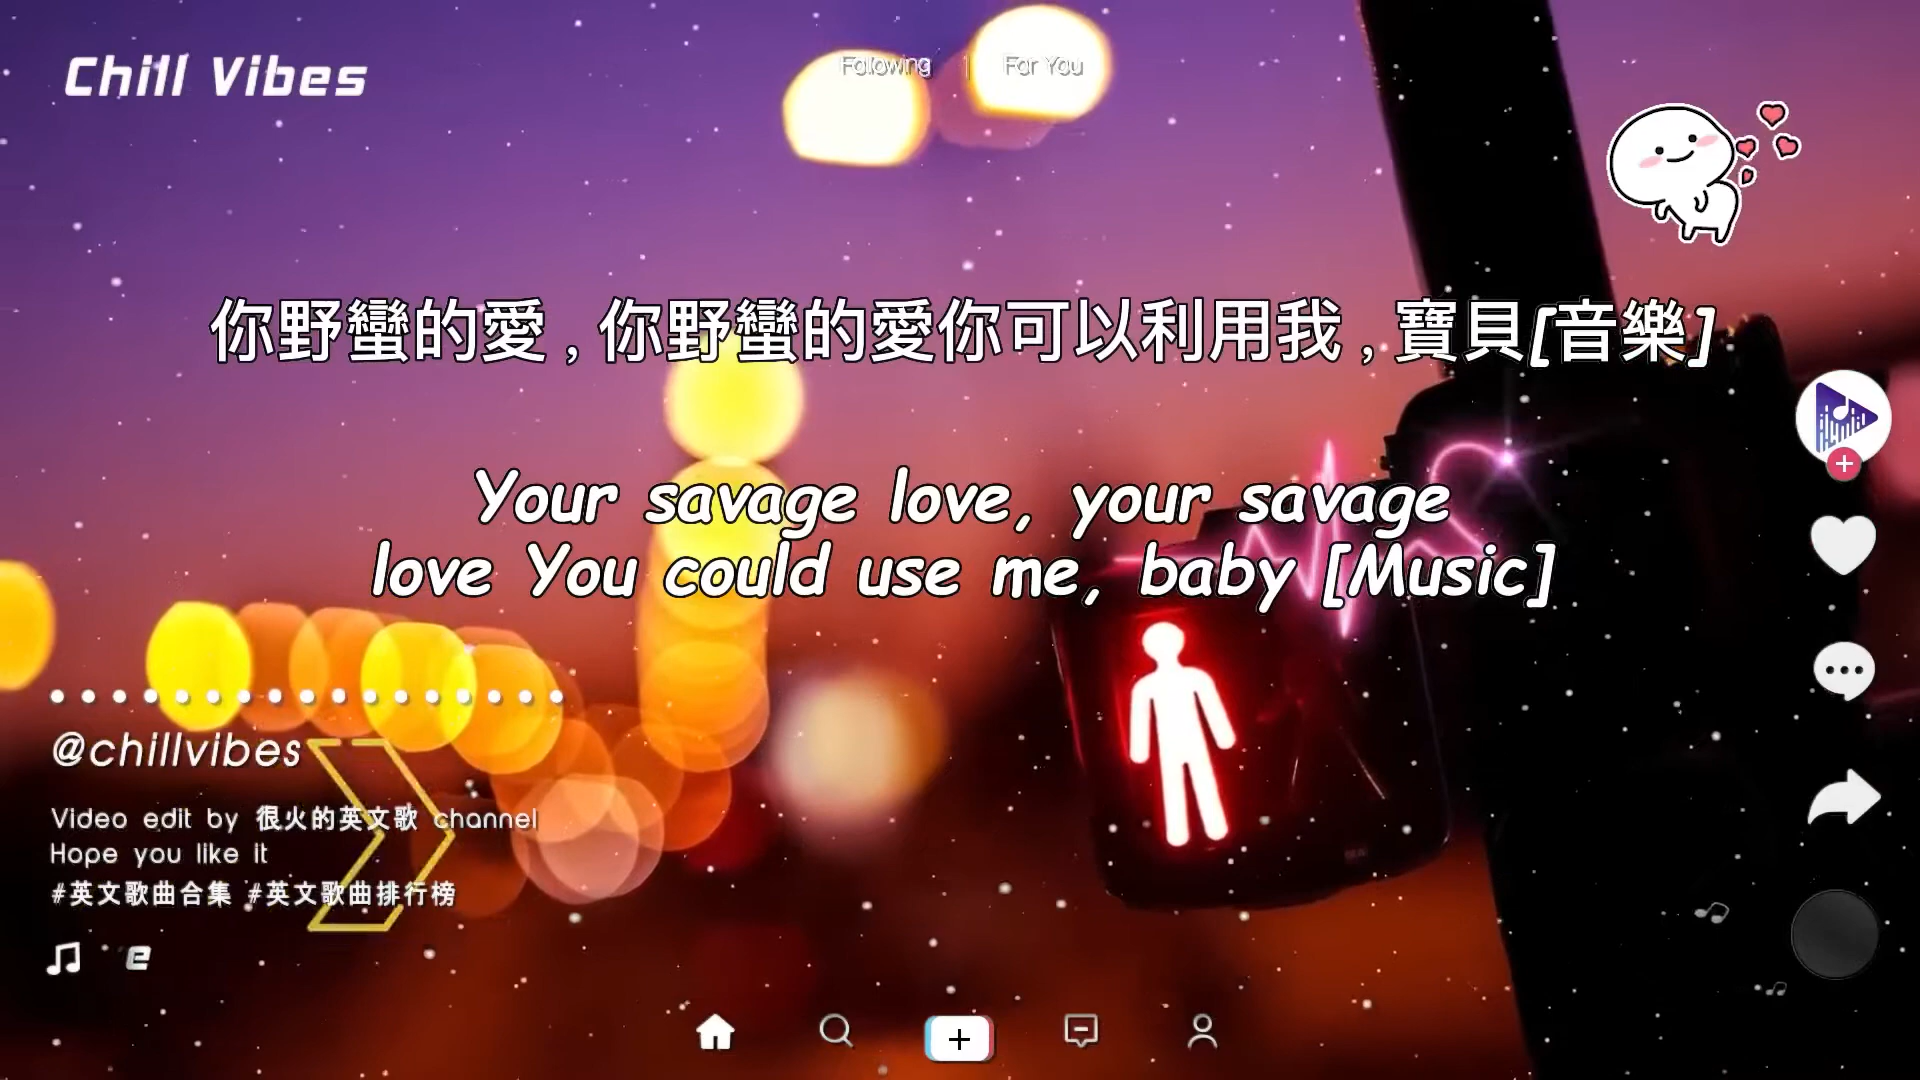 Chill Vibes
Following | For You
你野蠻的愛 , 你野蠻的愛你可以利用我 , 寶貝[音樂]
Your savage love, your savage
love You could use me, baby [Music]
@chillvibes
Video edit by 很火的英文歌 channel
Hope you like it
#英文歌曲合集 #英文歌曲排行榜
e